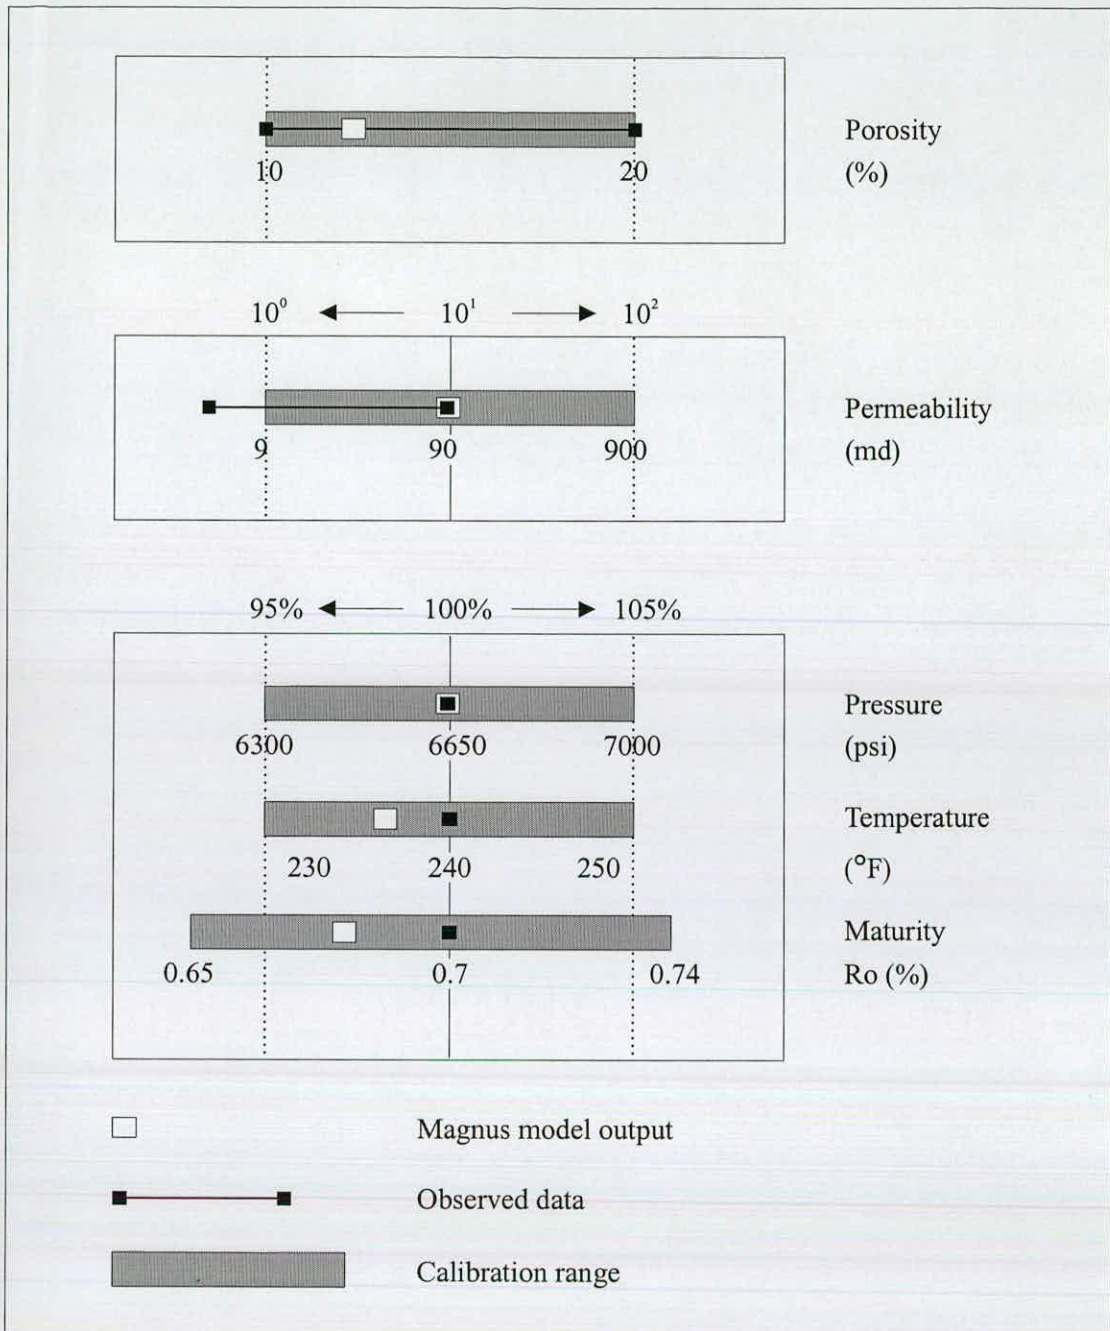 Porosity
10 20 (%)
10⁰ 10¹ 10²
Permeability
9 90 900 (md)
95% 100% 105%
Pressure
6300 6650 7000 (psi)
Temperature
230 240 250 (°F)
Maturity
0.65 0.7 0.74 Ro (%)
Magnus model output
Observed data
Calibration range